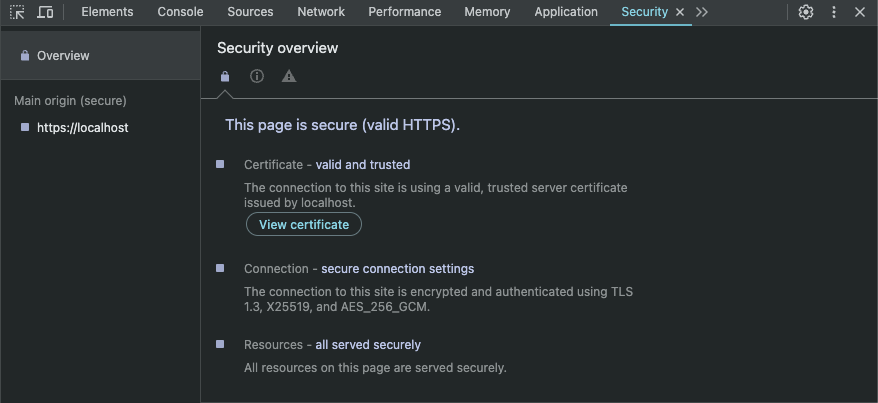 Elements Console Sources Network Performance Memory Application Security
Overview
Main origin (secure)
https://localhost
Security overview
This page is secure (valid HTTPS).
Certificate - valid and trusted
The connection to this site is using a valid, trusted server certificate
issued by localhost.
View certificate
Connection - secure connection settings
The connection to this site is encrypted and authenticated using TLS
1.3, X25519, and AES_256_GCM.
Resources - all served securely
All resources on this page are served securely.